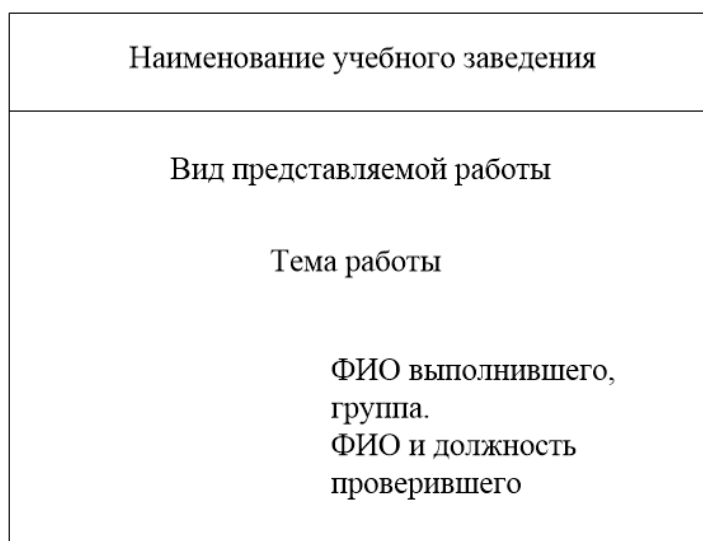 Наименование учебного заведения
Вид представляемой работы
Тема работы
ФИО выполнившего,
группа.
ФИО и должность
проверившего